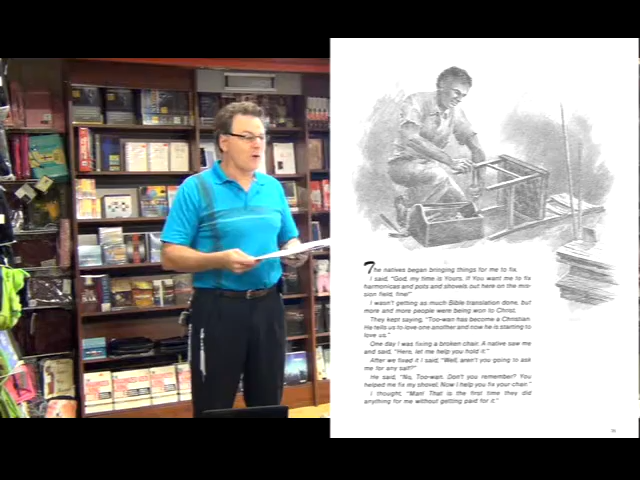 The natives began bringing things for me to fix.
I said, "God, my time is Yours. If You want me to fix
harmonicas and pots and shovels out here on the mis-
sion field, fine!"
I wasn't getting as much Bible translation done, but
more and more people were being won to Christ.
They kept saying, "Too-wan has become a Christian.
He tells us to love one another and now he is starting to
love us."
One day I was fixing a broken chair. A native saw me
and said, "Here, let me help you hold it."
After we fixed it I said, "Well, aren't you going to ask
me for any salt?"
He said, "No, Too-wan. Don't you remember? You
helped me fix my shovel. Now I help you fix your chair."
I thought, "Man! That is the first time they did
anything for me without getting paid for it."